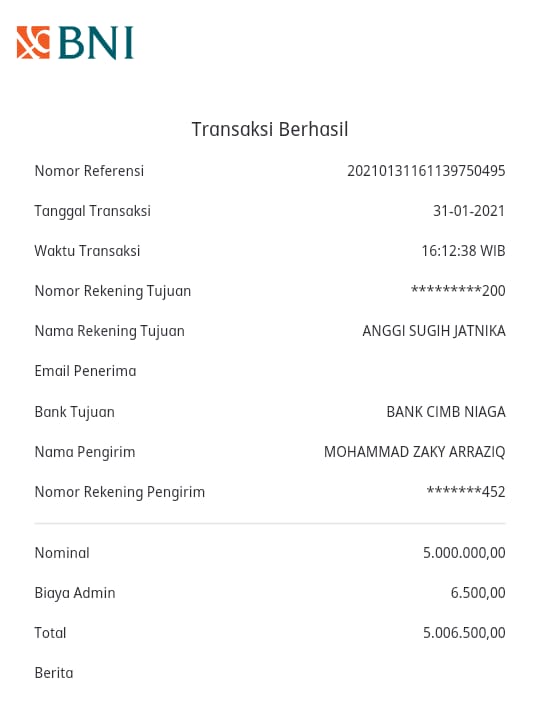 BNI
Transaksi Berhasil
Nomor Referensi 20210131161139750495
Tanggal Transaksi 31-01-2021
Waktu Transaksi 16:12:38 WIB
Nomor Rekening Tujuan *********200
Nama Rekening Tujuan ANGGI SUGIH JATNIKA
Email Penerima
Bank Tujuan BANK CIMB NIAGA
Nama Pengirim MOHAMMAD ZAKY ARRAZIQ
Nomor Rekening Pengirim *******452
Nominal 5.000.000,00
Biaya Admin 6.500,00
Total 5.006.500,00
Berita